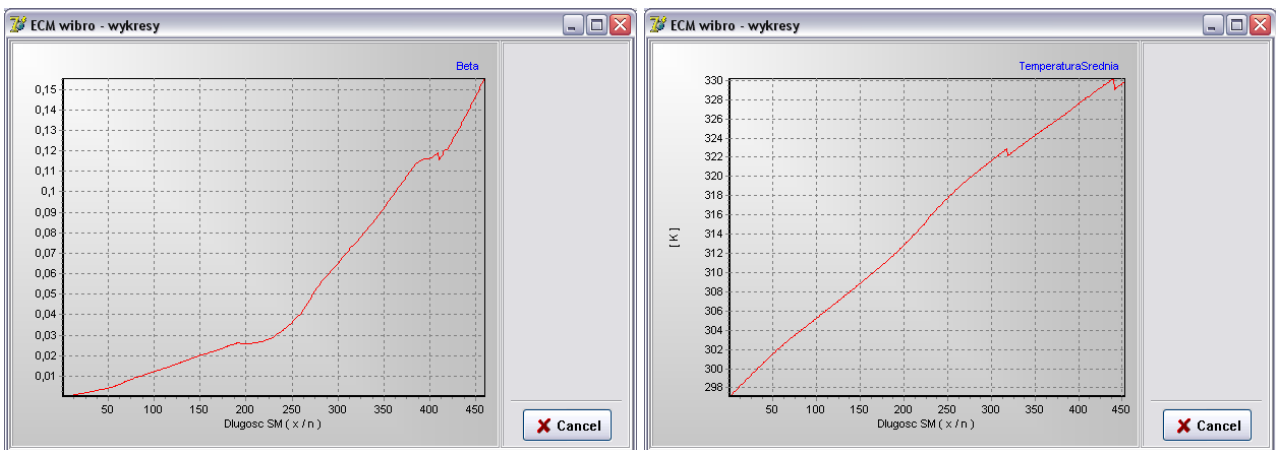 ECM wibro - wykresy
Beta
0,15
0,14
0,13
0,12
0,11
0,1
0,09
0,08
0,07
0,06
0,05
0,04
0,03
0,02
0,01
50 100 150 200 250 300 350 400 450
Dlugosc SM ( x / n )
Cancel
ECM wibro - wykresy
TemperaturaSrednia
330
328
326
324
322
320
318
316
314
312
310
308
306
304
302
300
298
[ K ]
50 100 150 200 250 300 350 400 450
Dlugosc SM ( x / n )
Cancel